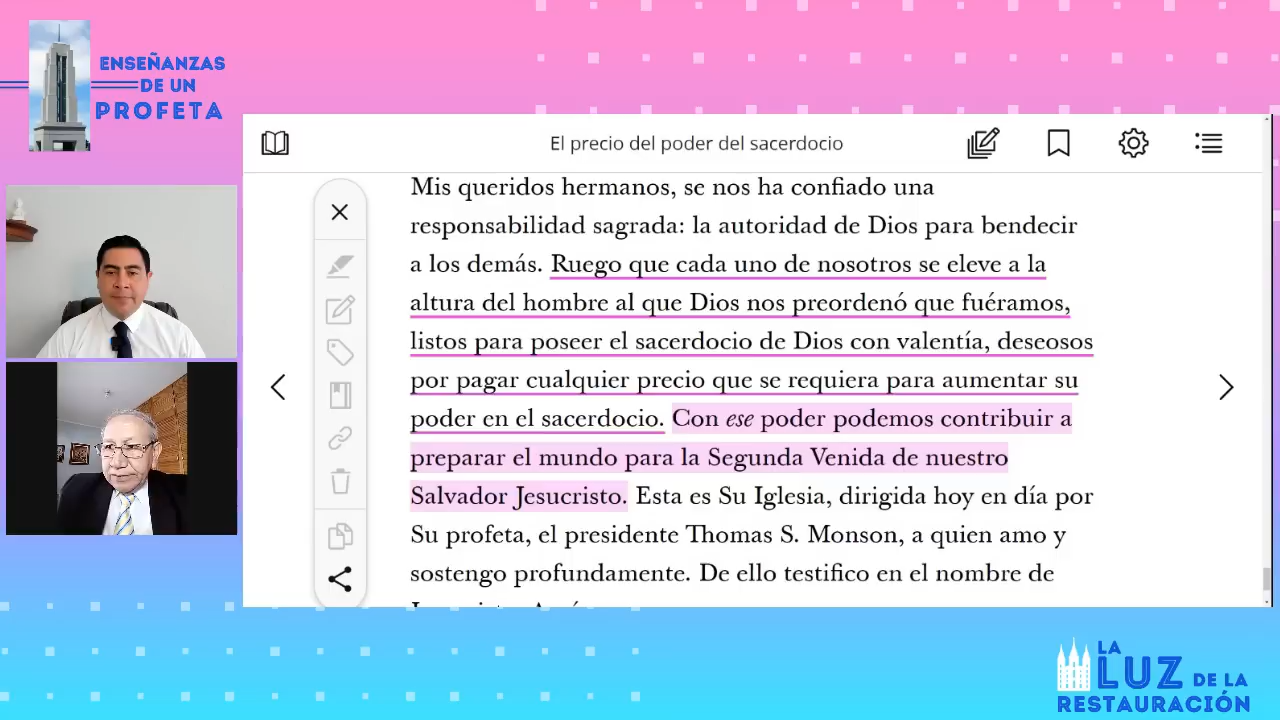 ENSEÑANZAS
DE UN
PROFETA
El precio del poder del sacerdocio
Mis queridos hermanos, se nos ha confiado una
responsabilidad sagrada: la autoridad de Dios para bendecir
a los demás. Ruego que cada uno de nosotros se eleve a la
altura del hombre al que Dios nos preordenó que fuéramos,
listos para poseer el sacerdocio de Dios con valentía, deseosos
por pagar cualquier precio que se requiera para aumentar su
poder en el sacerdocio. Con ese poder podemos contribuir a
preparar el mundo para la Segunda Venida de nuestro
Salvador Jesucristo. Esta es Su Iglesia, dirigida hoy en día por
Su profeta, el presidente Thomas S. Monson, a quien amo y
sostengo profundamente. De ello testifico en el nombre de
LA
LUZ DE LA
RESTAURACIÓN